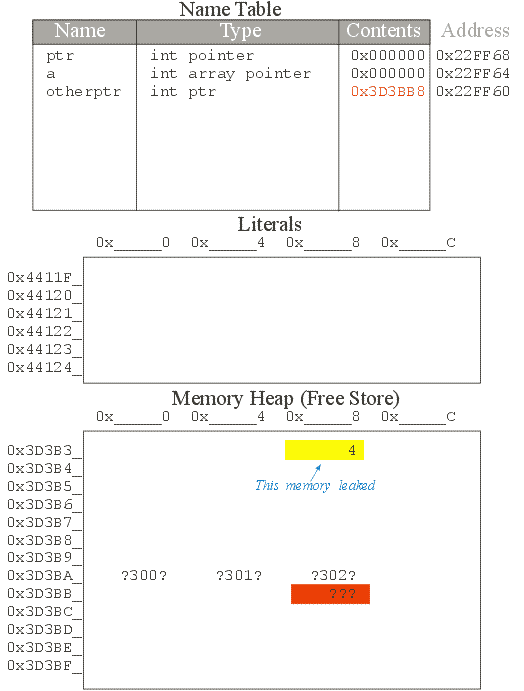 Name Table
Name Type Contents Address
ptr int pointer 0x000000 0x22FF68
a int array pointer 0x000000 0x22FF64
otherptr int ptr 0x3D3BB8 0x22FF60
Literals
0x_____0 0x_____4 0x_____8 0x_____C
0x4411F_
0x44120_
0x44121_
0x44122_
0x44123_
0x44124_
Memory Heap (Free Store)
0x_____0 0x_____4 0x_____8 0x_____C
0x3D3B3_ 4
0x3D3B4_
0x3D3B5_ This memory leaked
0x3D3B6_
0x3D3B7_
0x3D3B8_
0x3D3B9_
0x3D3BA_ ?300? ?301? ?302?
0x3D3BB_ ???
0x3D3BC_
0x3D3BD_
0x3D3BE_
0x3D3BF_